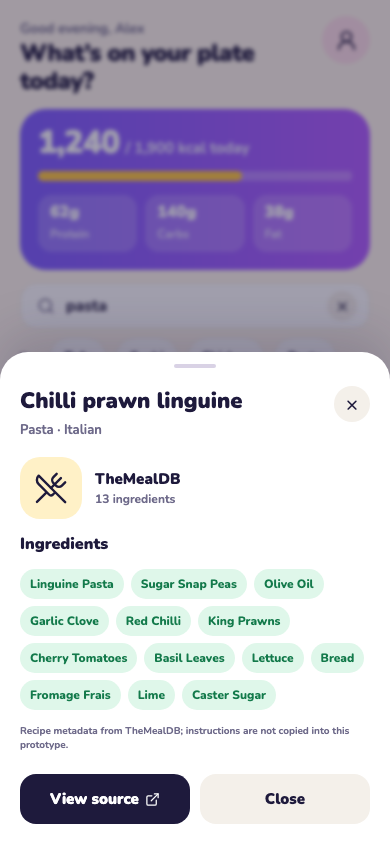 Good evening, Alex
What's on your plate
today?
1,240 / 1,900 kcal today
62g
140g
38g
Protein
Carbs
Fat
pasta
Chilli prawn linguine
Pasta · Italian
TheMealDB
13 ingredients
Ingredients
Linguine Pasta Sugar Snap Peas Olive Oil
Garlic Clove Red Chilli King Prawns
Cherry Tomatoes Basil Leaves Lettuce Bread
Fromage Frais Lime Caster Sugar
Recipe metadata from TheMealDB; instructions are not copied into this
prototype.
View source
Close